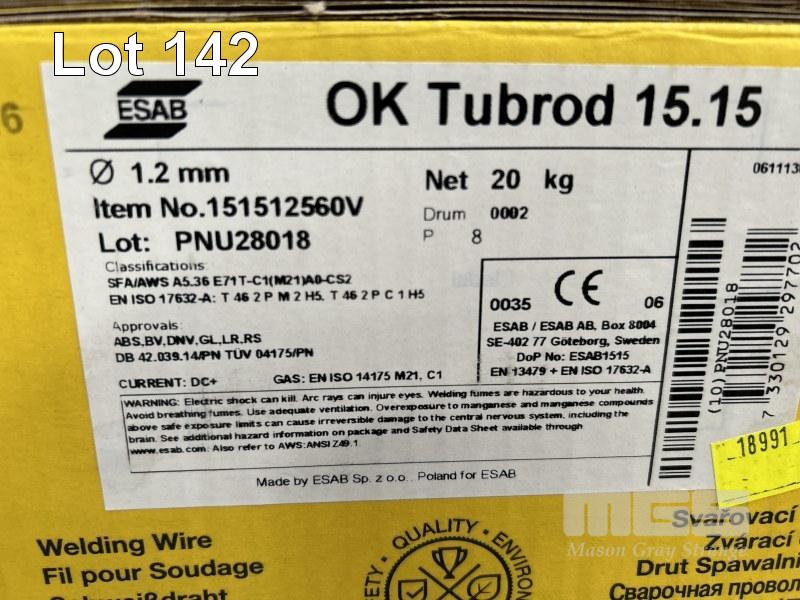 Lot 142
ESAB
OK Tubrod 15.15
6
Ø 1.2 mm
Item No.151512560V
Lot: PNU28018
Net 20 kg
Drum 0002
P 8
Classifications:
SFA/AWS A5.36 E71T-C1(M21)A0-CS2
EN ISO 17632-A: T 46 2 P M 2 H5, T 46 2 P C 1 H5
Approvals:
ABS,BV,DNV,GL,LR,RS
DB 42.039.14/PN TÜV 04175/PN
CURRENT: DC+
GAS: EN ISO 14175 M21, C1
0035 CE 06
ESAB / ESAB AB, Box 8004
SE-402 77 Göteborg, Sweden
DoP No: ESAB1515
EN 13479 + EN ISO 17632-A
WARNING: Electric shock can kill. Arc rays can injure eyes. Welding fumes are hazardous to your health.
Avoid breathing fumes. Use adequate ventilation. Overexposure to manganese and manganese compounds
above safe exposure limits can cause irreversible damage to the central nervous system, including the
brain. See additional hazard information on package and Safety Data Sheet available through
www.esab.com. Also refer to AWS:ANSI Z49.1.
Made by ESAB Sp. z o.o., Poland for ESAB
(10)PNU28018
7 330129 297702
18991
Welding Wire
Fil pour Soudage
Schweißdraht
QUALITY · ENVIRON
MGS
Mason Gray Strange
Svařovací
Zvárací
Drut Spawalni
Сварочная провол